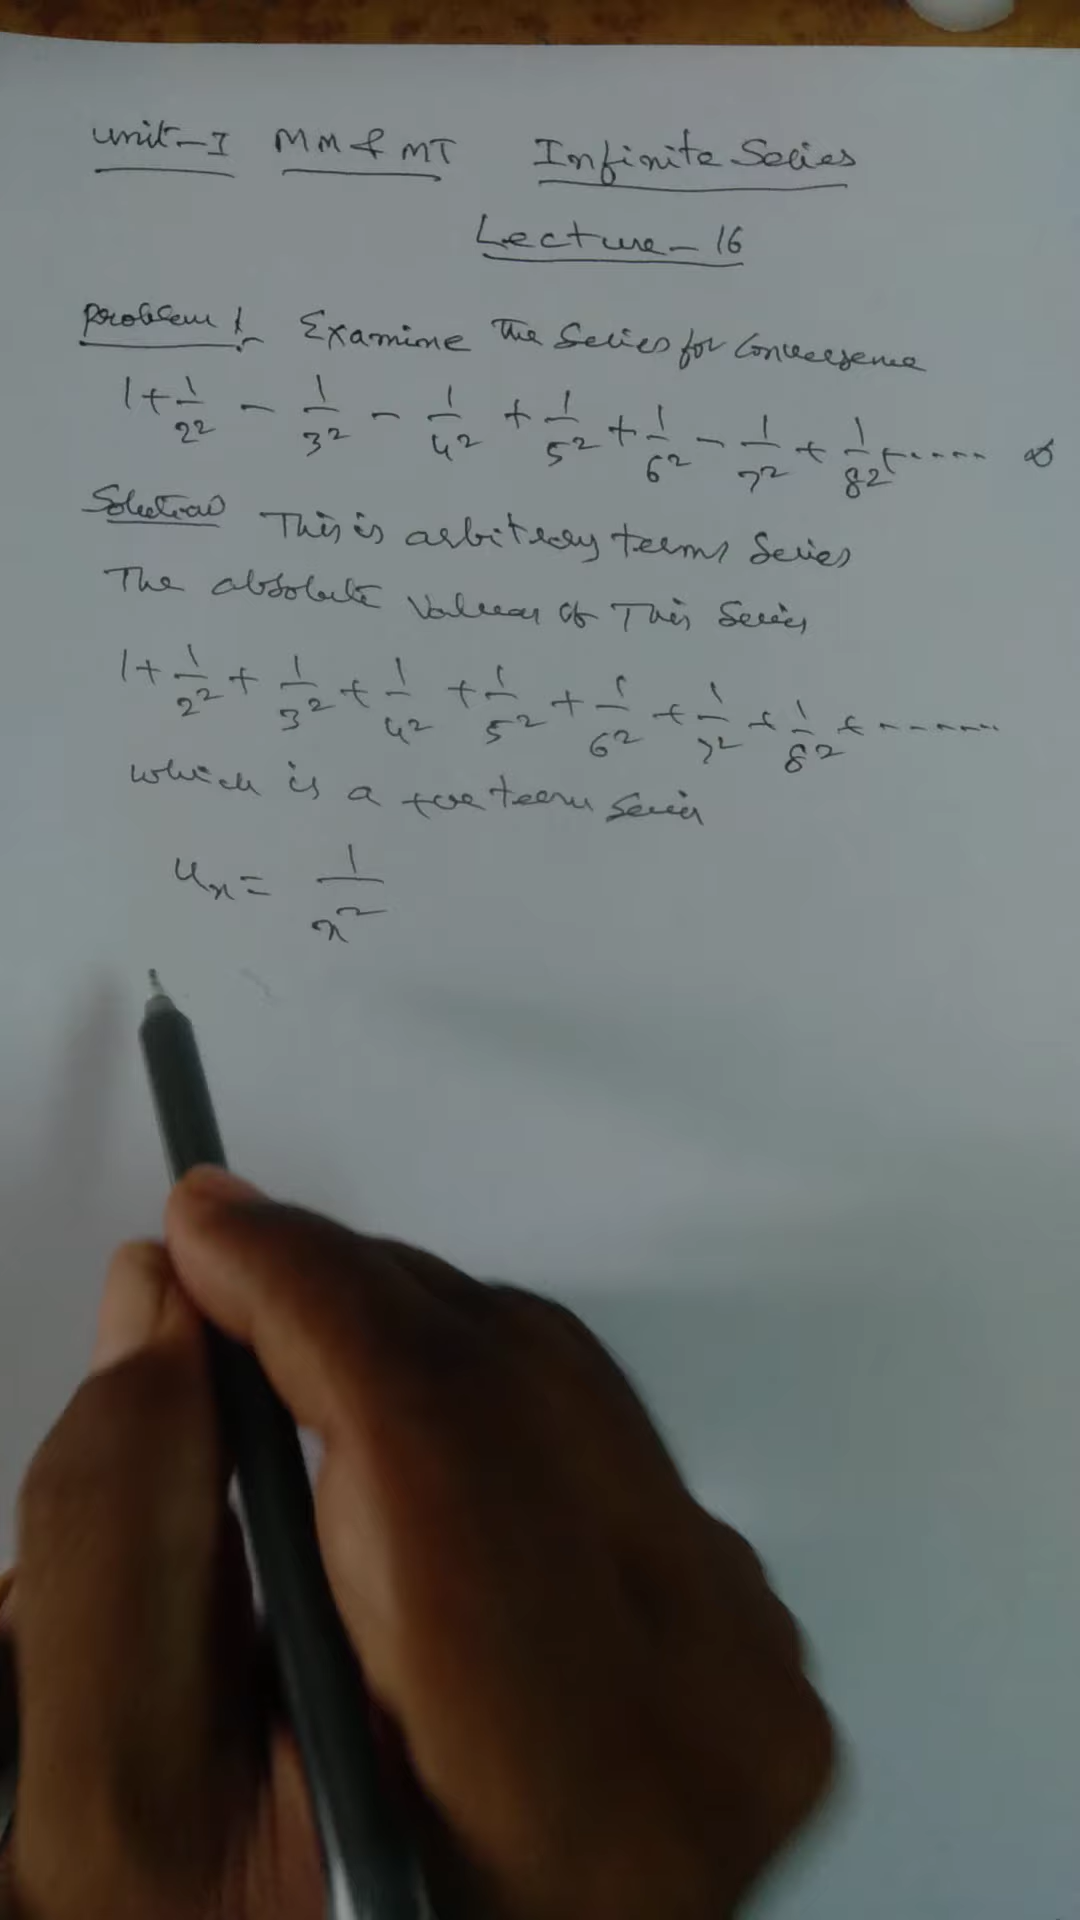 Unit-I MM & MT Infinite Series
Lecture-16
Problem 1:- Examine the Series for Convergence
1 + 1/2² - 1/3² - 1/4² + 1/5² + 1/6² - 1/7² + 1/8² + ..... ∞
Solution This is arbitrary terms Series
The absolute Values of This Series
1 + 1/2² + 1/3² + 1/4² + 1/5² + 1/6² + 1/7² + 1/8² + ......
which is a +ve term Series
uₙ = 1/n²